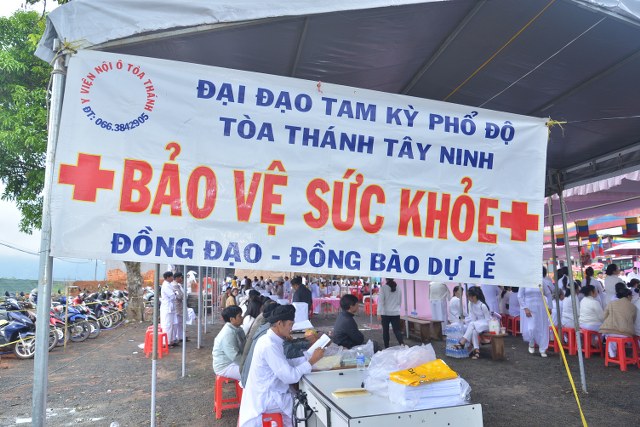 Y VIỆN NỘI Ô TÒA THÁNH
ĐT: 066.3842905
ĐẠI ĐẠO TAM KỲ PHỔ ĐỘ
TÒA THÁNH TÂY NINH
BẢO VỆ SỨC KHỎE
ĐỒNG ĐẠO - ĐỒNG BÀO DỰ LỄ